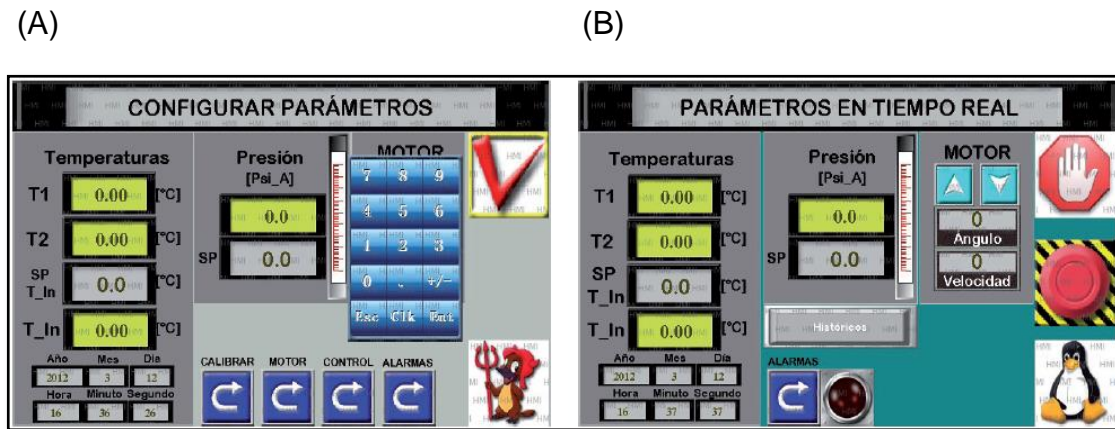 (A)
(B)
CONFIGURAR PARÁMETROS
Temperaturas
T1 0.00 [°C]
T2 0.00 [°C]
SP
T_In 0.0 [°C]
T_In 0.00 [°C]
Año Mes Día
2012 3 12
Hora Minuto Segundo
16 36 26
Presión
[Psi_A]
0.0
SP 0.0
MOTOR
7 8 9
4 5 6
1 2 3
0 . +/-
Esc Clk Ent
CALIBRAR MOTOR CONTROL ALARMAS
PARÁMETROS EN TIEMPO REAL
Temperaturas
T1 0.00 [°C]
T2 0.00 [°C]
SP
T_In 0.0 [°C]
T_In 0.00 [°C]
Año Mes Día
2012 3 12
Hora Minuto Segundo
16 37 37
Presión
[Psi_A]
0.0
SP 0.0
Históricos
ALARMAS
MOTOR
0
Ángulo
0
Velocidad